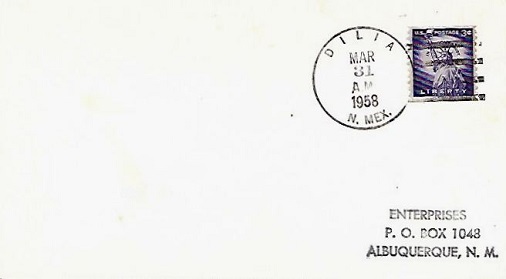 DILIA
MAR
31
A.M.
1958
N. MEX.
U.S. POSTAGE 3¢
LIBERTY
ENTERPRISES
P. O. BOX 1048
ALBUQUERQUE, N. M.